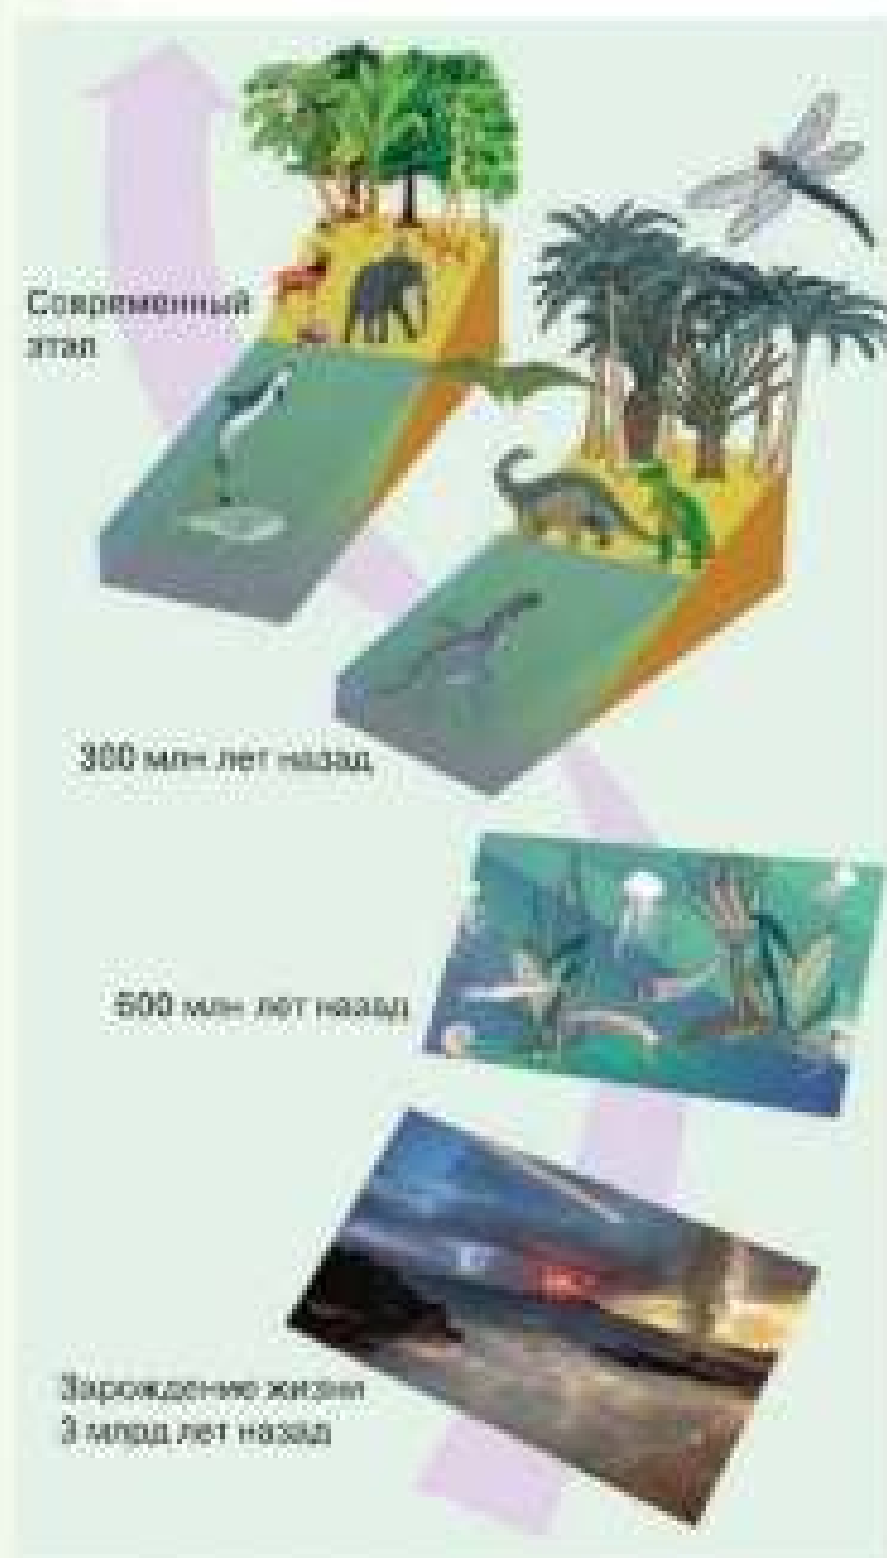 Современный
этап
300 млн лет назад
500 млн лет назад
Зарождение жизни
3 млрд лет назад